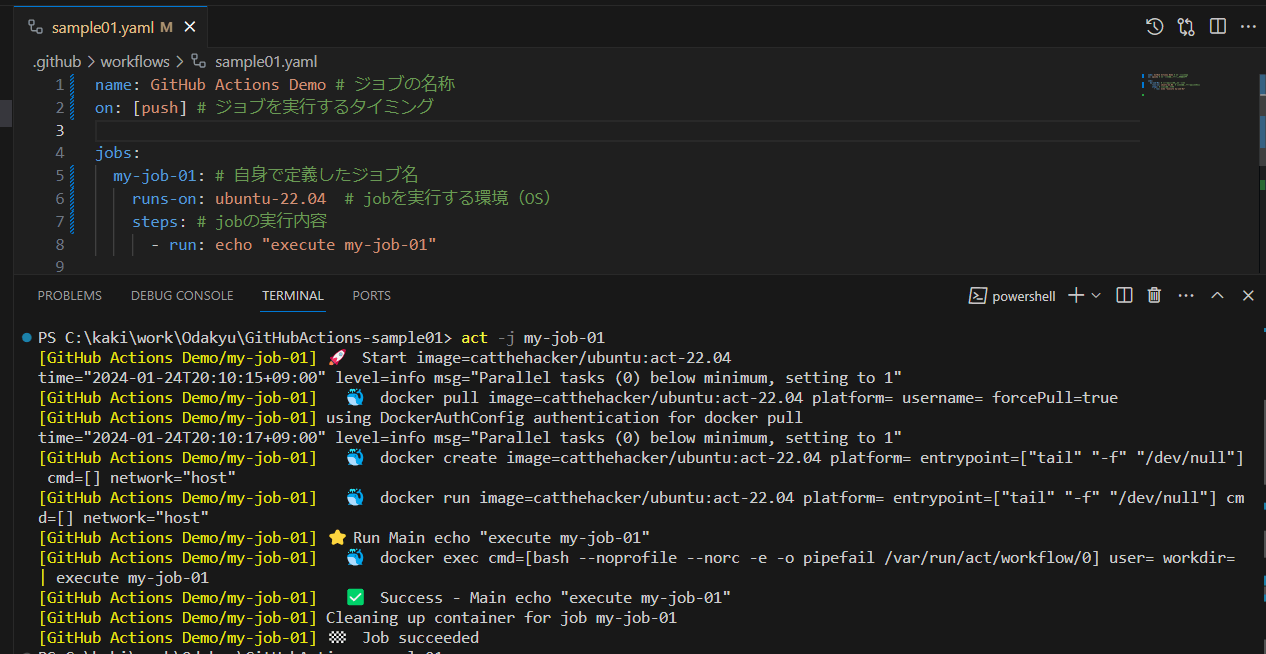 sample01.yaml M
.github > workflows > sample01.yaml
1 name: GitHub Actions Demo # ジョブの名称
2 on: [push] # ジョブを実行するタイミング
3
4 jobs:
5 my-job-01: # 自身で定義したジョブ名
6 runs-on: ubuntu-22.04 # jobを実行する環境（OS）
7 steps: # jobの実行内容
8 - run: echo "execute my-job-01"
9
PROBLEMS DEBUG CONSOLE TERMINAL PORTS powershell
PS C:\kaki\work\Odakyu\GitHubActions-sample01> act -j my-job-01
[GitHub Actions Demo/my-job-01] 🚀 Start image=catthehacker/ubuntu:act-22.04
time="2024-01-24T20:10:15+09:00" level=info msg="Parallel tasks (0) below minimum, setting to 1"
[GitHub Actions Demo/my-job-01] 🐳 docker pull image=catthehacker/ubuntu:act-22.04 platform= username= forcePull=true
[GitHub Actions Demo/my-job-01] using DockerAuthConfig authentication for docker pull
time="2024-01-24T20:10:17+09:00" level=info msg="Parallel tasks (0) below minimum, setting to 1"
[GitHub Actions Demo/my-job-01] 🐳 docker create image=catthehacker/ubuntu:act-22.04 platform= entrypoint=["tail" "-f" "/dev/null"]
cmd=[] network="host"
[GitHub Actions Demo/my-job-01] 🐳 docker run image=catthehacker/ubuntu:act-22.04 platform= entrypoint=["tail" "-f" "/dev/null"] cm
d=[] network="host"
[GitHub Actions Demo/my-job-01] ⭐ Run Main echo "execute my-job-01"
[GitHub Actions Demo/my-job-01] 🐳 docker exec cmd=[bash --noprofile --norc -e -o pipefail /var/run/act/workflow/0] user= workdir=
| execute my-job-01
[GitHub Actions Demo/my-job-01] ✅ Success - Main echo "execute my-job-01"
[GitHub Actions Demo/my-job-01] Cleaning up container for job my-job-01
[GitHub Actions Demo/my-job-01] 🏁 Job succeeded